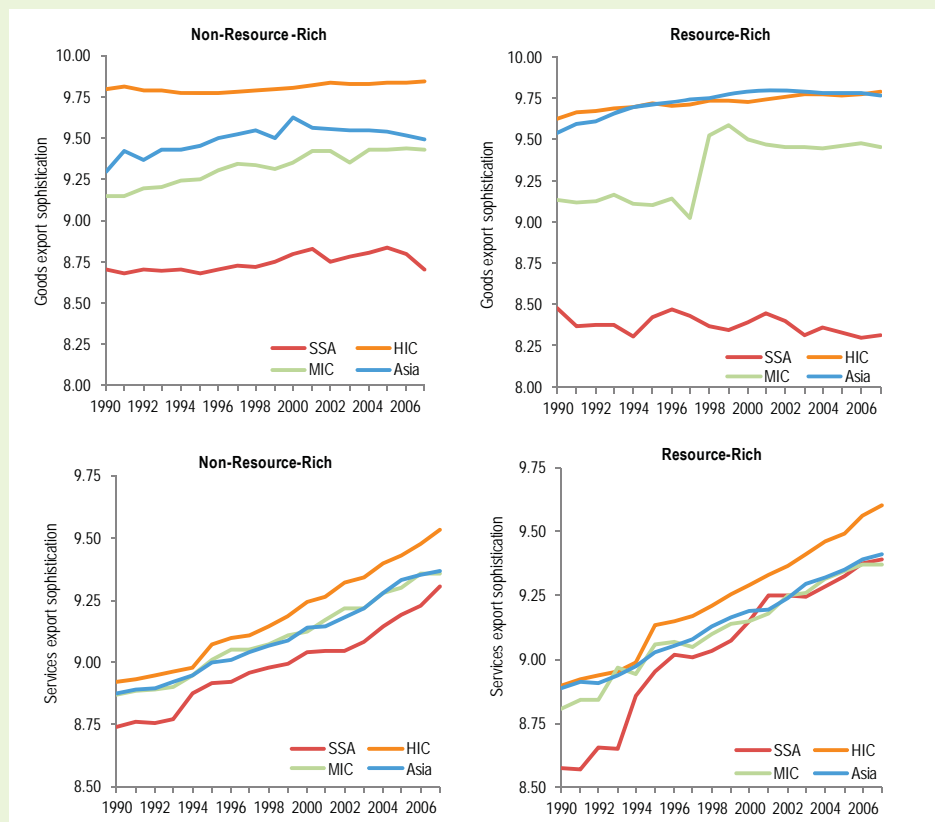 Non-Resource -Rich
Goods export sophistication
10.00
9.75
9.50
9.25
9.00
8.75
8.50
8.25
8.00
SSA HIC
MIC Asia
1990 1992 1994 1996 1998 2000 2002 2004 2006
Resource-Rich
Goods export sophistication
10.00
9.75
9.50
9.25
9.00
8.75
8.50
8.25
8.00
SSA HIC
MIC Asia
1990 1992 1994 1996 1998 2000 2002 2004 2006
Non-Resource-Rich
Services export sophistication
9.75
9.50
9.25
9.00
8.75
8.50
SSA HIC
MIC Asia
1990 1992 1994 1996 1998 2000 2002 2004 2006
Resource-Rich
Services export sophistication
9.75
9.50
9.25
9.00
8.75
8.50
SSA HIC
MIC Asia
1990 1992 1994 1996 1998 2000 2002 2004 2006